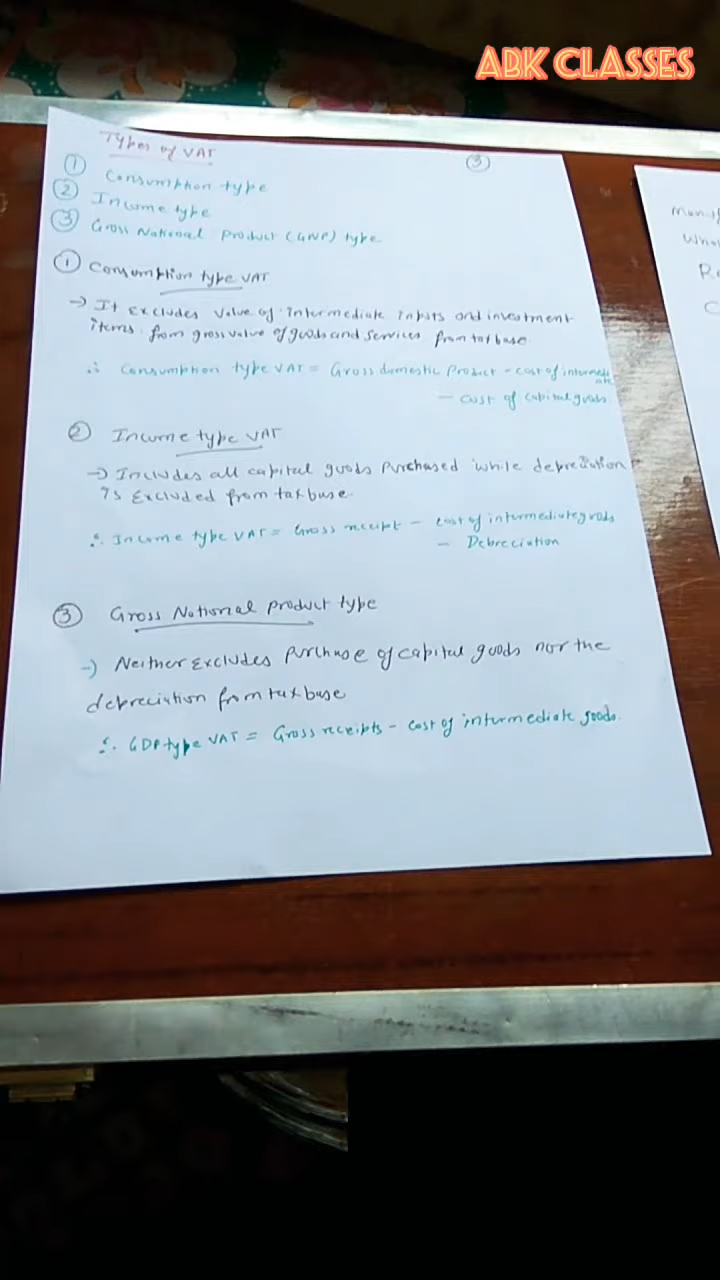 ABK CLASSES
Types of VAT
③
① Consumption type
② Income type
③ Gross National Product (GNP) type
① Consumption type VAT
→ It excludes value of intermediate inputs and investment
items from gross value of goods and services from tax base.
∴ Consumption type VAT = Gross domestic Product - cost of intermedi
ate
- cost of capital goods
② Income type VAT
→ Includes all capital goods purchased while depreciation
is excluded from tax base.
∴ Income type VAT = Gross receipt - cost of intermediate goods
- Depreciation
③ Gross National product type
→ Neither excludes purchase of capital goods nor the
depreciation from tax base
∴ GDP type VAT = Gross receipts - cost of intermediate goods.
Who
R
C